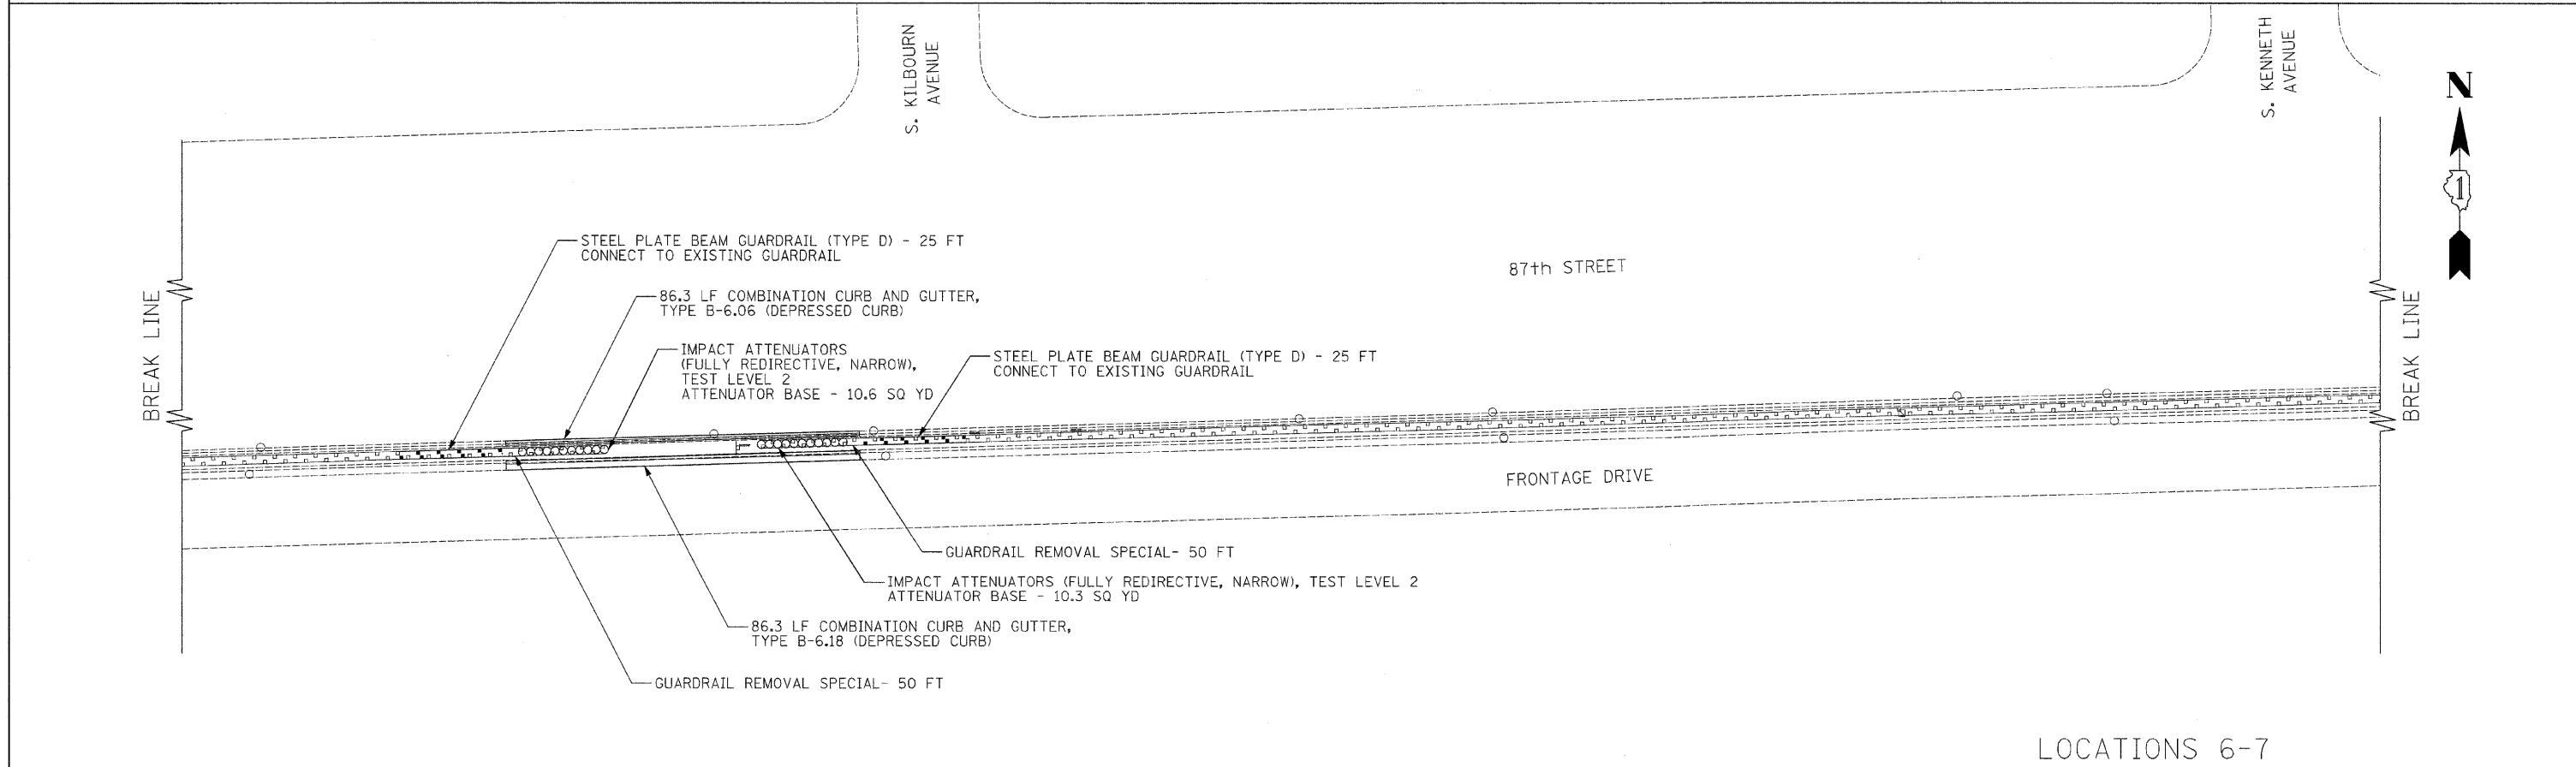 S. KILBOURN
AVENUE
S. KENNETH
AVENUE
N
1
STEEL PLATE BEAM GUARDRAIL (TYPE D) - 25 FT
CONNECT TO EXISTING GUARDRAIL
87th STREET
86.3 LF COMBINATION CURB AND GUTTER,
TYPE B-6.06 (DEPRESSED CURB)
BREAK LINE
BREAK LINE
IMPACT ATTENUATORS
(FULLY REDIRECTIVE, NARROW),
TEST LEVEL 2
ATTENUATOR BASE - 10.6 SQ YD
STEEL PLATE BEAM GUARDRAIL (TYPE D) - 25 FT
CONNECT TO EXISTING GUARDRAIL
FRONTAGE DRIVE
GUARDRAIL REMOVAL SPECIAL- 50 FT
IMPACT ATTENUATORS (FULLY REDIRECTIVE, NARROW), TEST LEVEL 2
ATTENUATOR BASE - 10.3 SQ YD
86.3 LF COMBINATION CURB AND GUTTER,
TYPE B-6.18 (DEPRESSED CURB)
GUARDRAIL REMOVAL SPECIAL- 50 FT
LOCATIONS 6-7